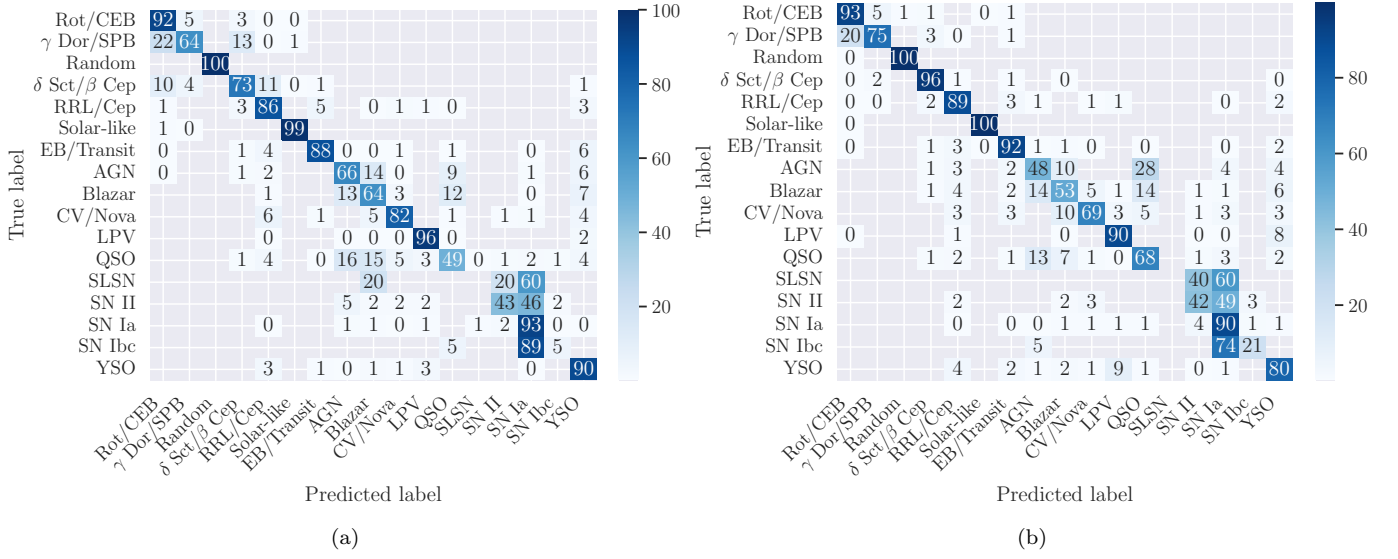 Rot/CEB 92 5 3 0 0
γ Dor/SPB 22 64 13 0 1
Random 100
δ Sct/β Cep 10 4 73 11 0 1 1
RRL/Cep 1 3 86 5 0 1 1 0 3
Solar-like 1 0 99
EB/Transit 0 1 4 88 0 1 1 0 6
AGN 0 1 2 66 14 0 9 1 6
Blazar 1 13 64 3 12 0 7
CV/Nova 6 1 5 82 1 1 1 4
LPV 0 0 0 0 96 0 2
QSO 1 4 0 16 15 5 3 49 0 1 2 1 4
SLSN 20 20 60
SN II 5 2 2 2 43 46 2
SN Ia 0 1 1 0 1 1 2 93 0 0
SN Ibc 5 89 5
YSO 3 1 0 1 1 3 0 90
True label
Rot/CEB
γ Dor/SPB
Random
δ Sct/β Cep
RRL/Cep
Solar-like
EB/Transit
AGN
Blazar
CV/Nova
LPV
QSO
SLSN
SN II
SN Ia
SN Ibc
YSO
Predicted label
100
80
60
40
20
(a)
Rot/CEB 93 5 1 1 0 1
γ Dor/SPB 20 75 3 0 1
Random 0 100
δ Sct/β Cep 0 2 96 1 1 0 0
RRL/Cep 0 0 2 89 3 1 1 1 0 2
Solar-like 0 100
EB/Transit 0 1 3 0 92 1 1 0 0 0 2
AGN 1 3 2 48 10 28 4 4
Blazar 1 4 2 14 53 5 1 14 1 1 6
CV/Nova 3 3 10 69 3 5 1 3 3
LPV 0 1 0 90 0 0 8
QSO 1 2 1 13 7 1 0 68 1 3 2
SLSN 40 60
SN II 2 2 3 42 49 3
SN Ia 0 0 0 1 1 1 1 4 90 1 1
SN Ibc 5 74 21
YSO 4 2 1 2 1 9 0 1 80
True label
Rot/CEB
γ Dor/SPB
Random
δ Sct/β Cep
RRL/Cep
Solar-like
EB/Transit
AGN
Blazar
CV/Nova
LPV
QSO
SLSN
SN II
SN Ia
SN Ibc
YSO
Predicted label
80
60
40
20
(b)